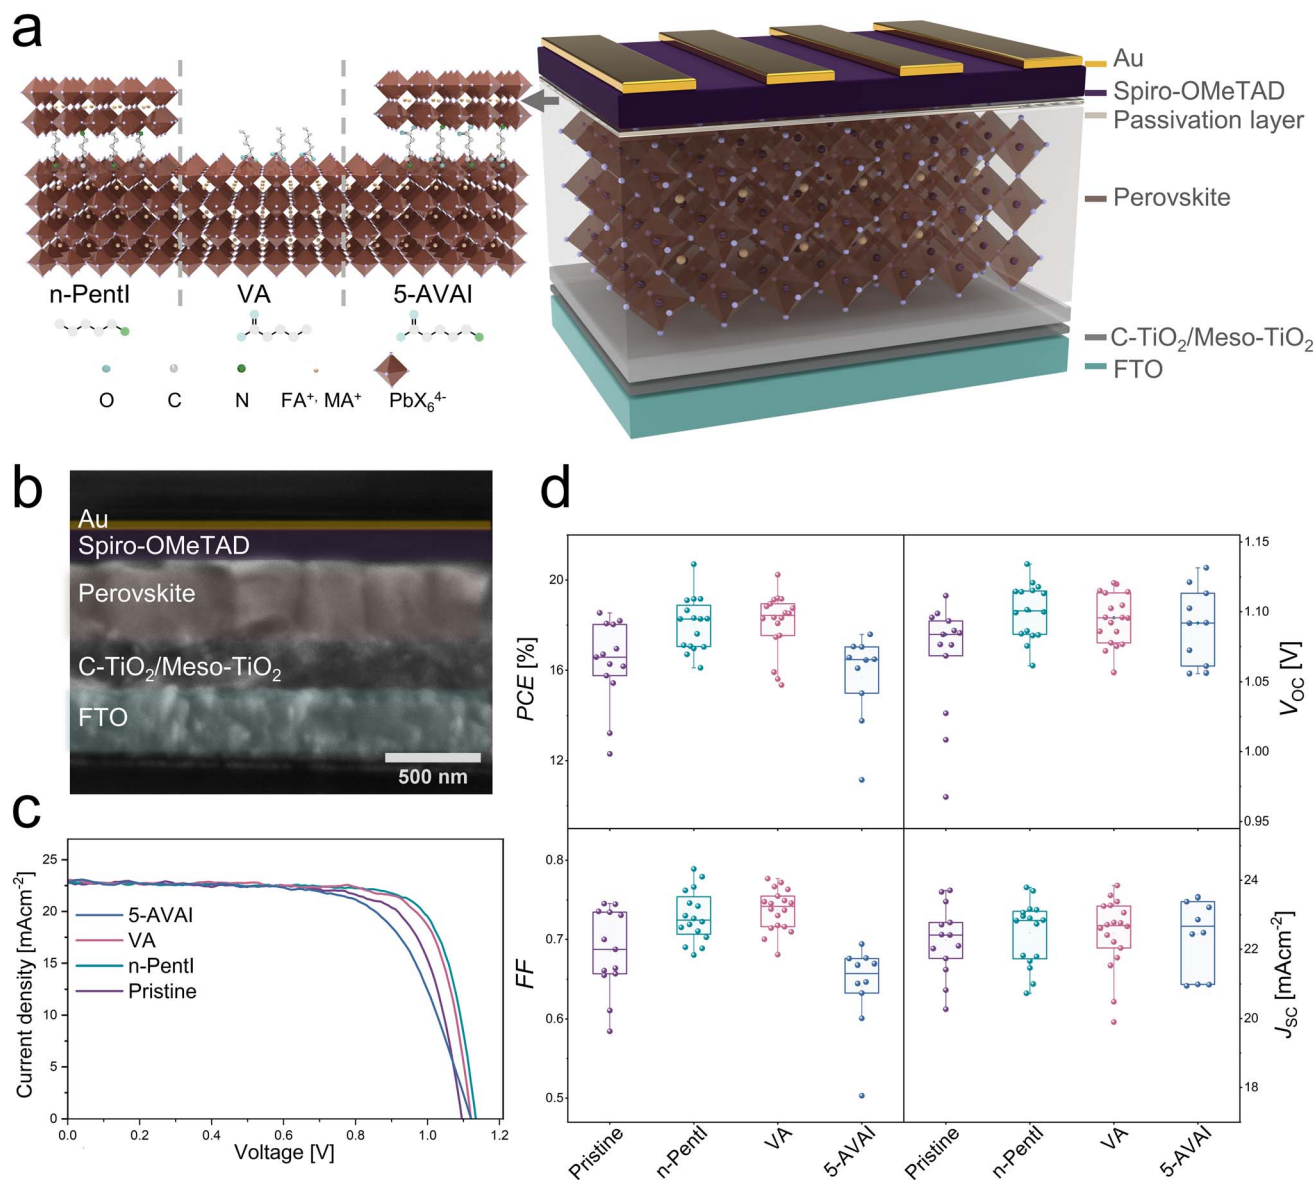 a
n-PentI
VA
5-AVAI
O
C
N
FA⁺, MA⁺
PbX₆⁴⁻
Au
Spiro-OMeTAD
Passivation layer
Perovskite
C-TiO₂/Meso-TiO₂
FTO
b
Au
Spiro-OMeTAD
Perovskite
C-TiO₂/Meso-TiO₂
FTO
500 nm
c
Current density [mAcm⁻²]
25
20
15
10
5
0
5-AVAI
VA
n-PentI
Pristine
0.0
0.2
0.4
0.6
0.8
1.0
1.2
Voltage [V]
d
PCE [%]
20
16
12
1.15
1.10
1.05
1.00
0.95
V_OC [V]
FF
0.8
0.7
0.6
0.5
24
22
20
18
J_SC [mAcm⁻²]
Pristine
n-PentI
VA
5-AVAI
Pristine
n-PentI
VA
5-AVAI